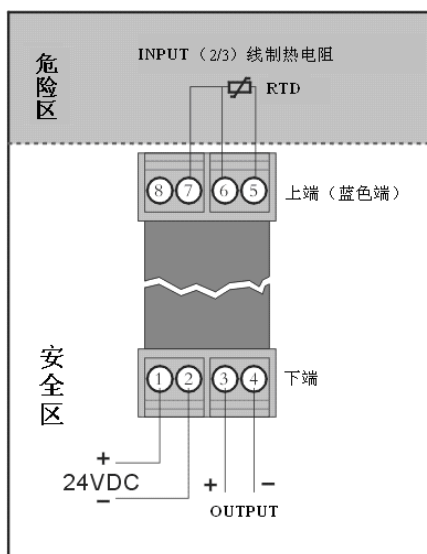 危险区
INPUT（2/3）线制热电阻
RTD
8 7 6 5
上端（蓝色端）
安全区
1 2 3 4
下端
+
24VDC
−
+ −
OUTPUT